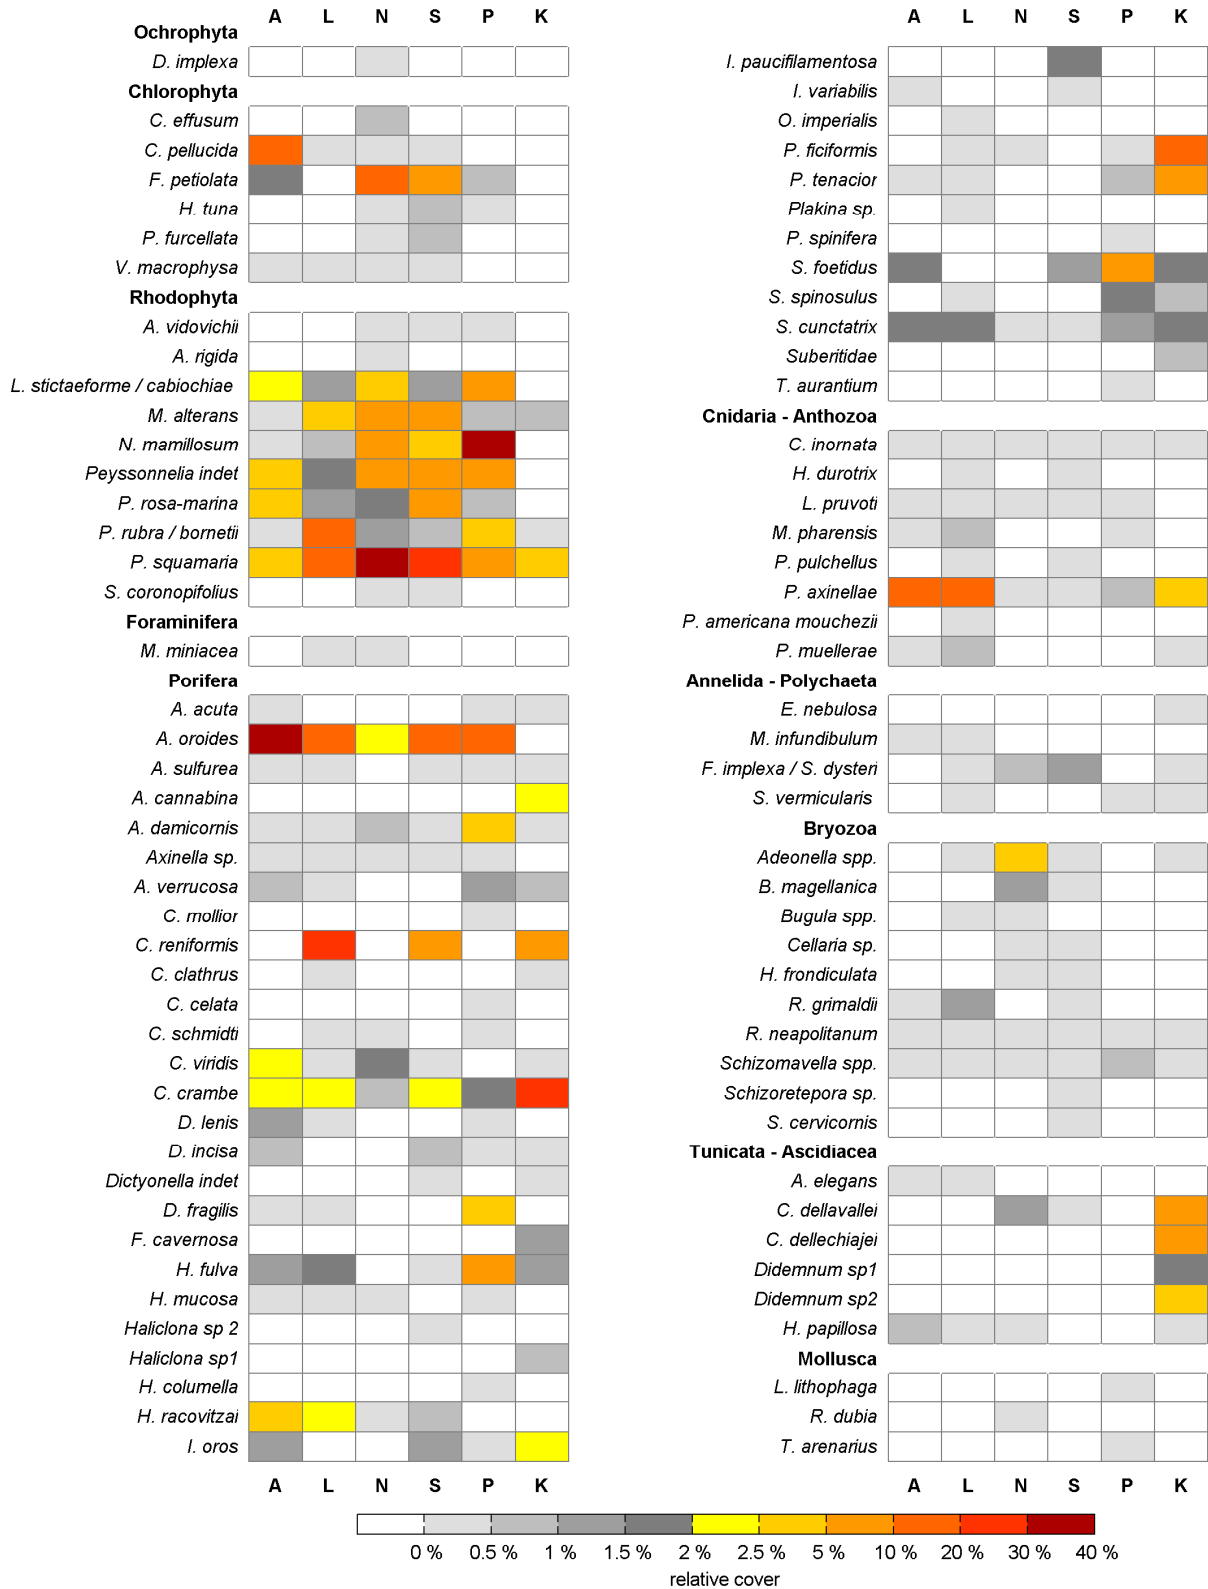 A L N S P K
Ochrophyta
D. implexa
Chlorophyta
C. effusum
C. pellucida
F. petiolata
H. tuna
P. furcellata
V. macrophysa
Rhodophyta
A. vidovichii
A. rigida
L. stictaeforme / cabiochiae
M. alterans
N. mamillosum
Peyssonnelia indet
P. rosa-marina
P. rubra / bornetii
P. squamaria
S. coronopifolius
Foraminifera
M. miniacea
Porifera
A. acuta
A. oroides
A. sulfurea
A. cannabina
A. damicornis
Axinella sp.
A. verrucosa
C. mollior
C. reniformis
C. clathrus
C. celata
C. schmidti
C. viridis
C. crambe
D. lenis
D. incisa
Dictyonella indet
D. fragilis
F. cavernosa
H. fulva
H. mucosa
Haliclona sp 2
Haliclona sp1
H. columella
H. racovitzai
I. oros
A L N S P K
A L N S P K
I. paucifilamentosa
I. variabilis
O. imperialis
P. ficiformis
P. tenacior
Plakina sp.
P. spinifera
S. foetidus
S. spinosulus
S. cunctatrix
Suberitidae
T. aurantium
Cnidaria - Anthozoa
C. inornata
H. durotrix
L. pruvoti
M. pharensis
P. pulchellus
P. axinellae
P. americana mouchezii
P. muellerae
Annelida - Polychaeta
E. nebulosa
M. infundibulum
F. implexa / S. dysteri
S. vermicularis
Bryozoa
Adeonella spp.
B. magellanica
Bugula spp.
Cellaria sp.
H. frondiculata
R. grimaldii
R. neapolitanum
Schizomavella spp.
Schizoretepora sp.
S. cervicornis
Tunicata - Ascidiacea
A. elegans
C. dellavallei
C. dellechiajei
Didemnum sp1
Didemnum sp2
H. papillosa
Mollusca
L. lithophaga
R. dubia
T. arenarius
A L N S P K
0 % 0.5 % 1 % 1.5 % 2 % 2.5 % 5 % 10 % 20 % 30 % 40 %
relative cover